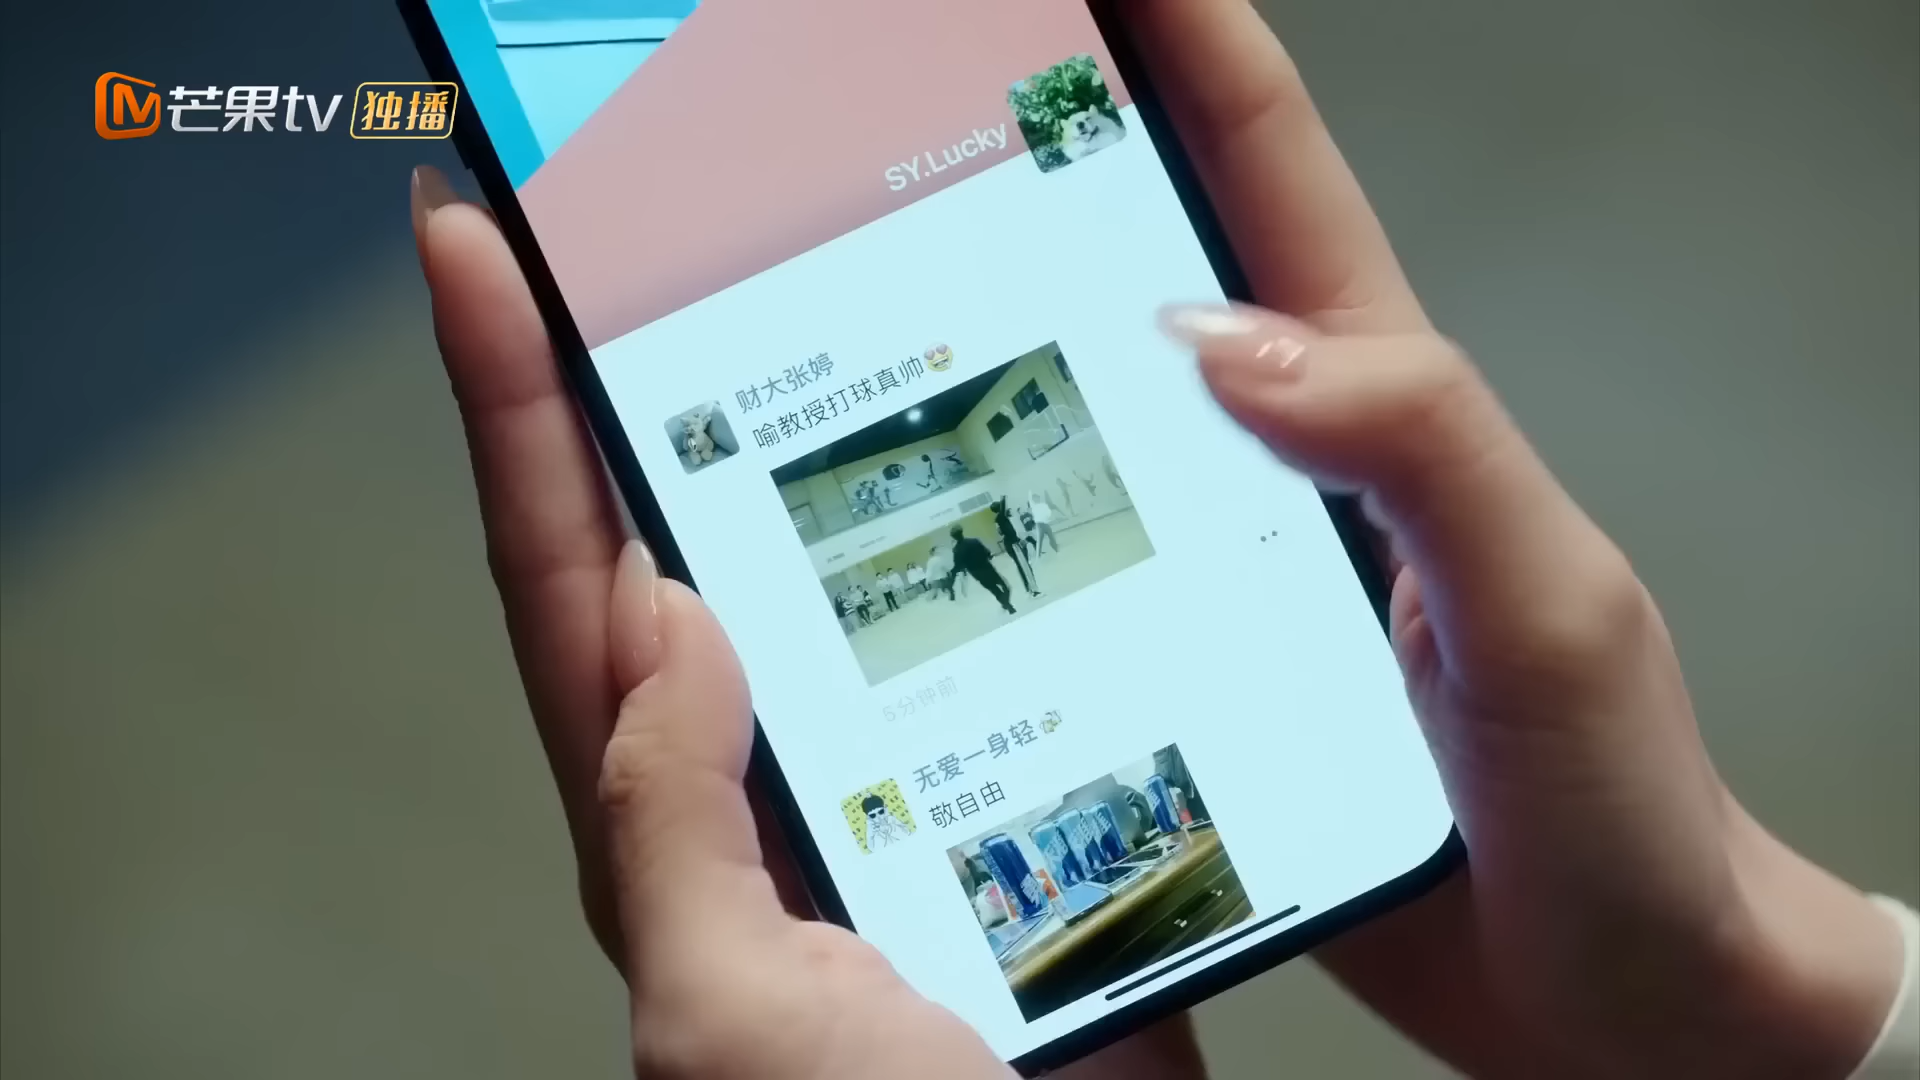 芒果tv 独播
SY.Lucky
财大张婷
喻教授打球真帅
5分钟前
无爱一身轻
敬自由